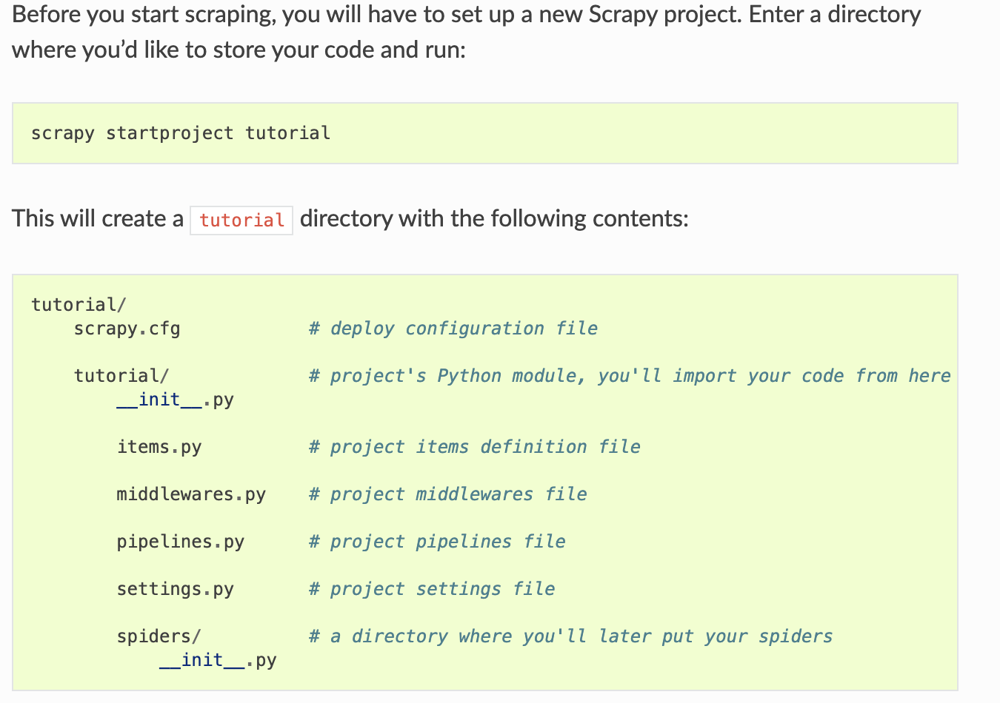 Before you start scraping, you will have to set up a new Scrapy project. Enter a directory
where you’d like to store your code and run:
scrapy startproject tutorial
This will create a tutorial directory with the following contents:
tutorial/
    scrapy.cfg            # deploy configuration file
    tutorial/             # project's Python module, you'll import your code from here
        __init__.py
        items.py          # project items definition file
        middlewares.py    # project middlewares file
        pipelines.py      # project pipelines file
        settings.py       # project settings file
        spiders/          # a directory where you'll later put your spiders
            __init__.py